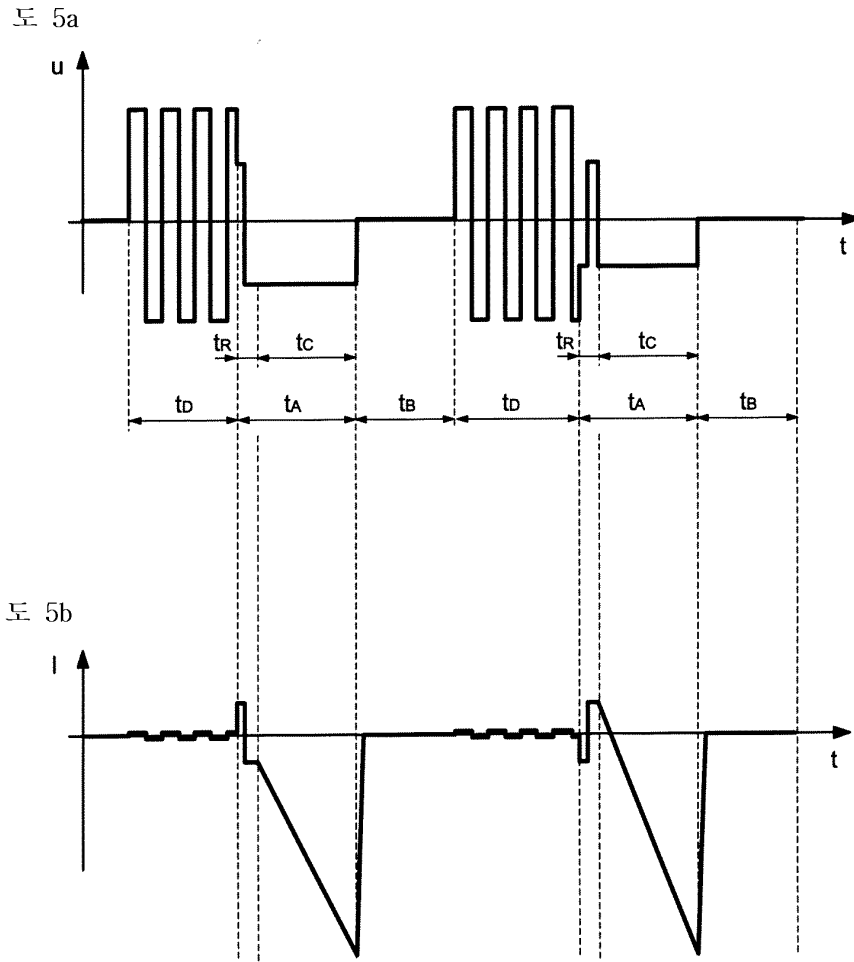 도 5a
u
t
tR tC tR tC
tD tA tB tD tA tB
도 5b
I
t